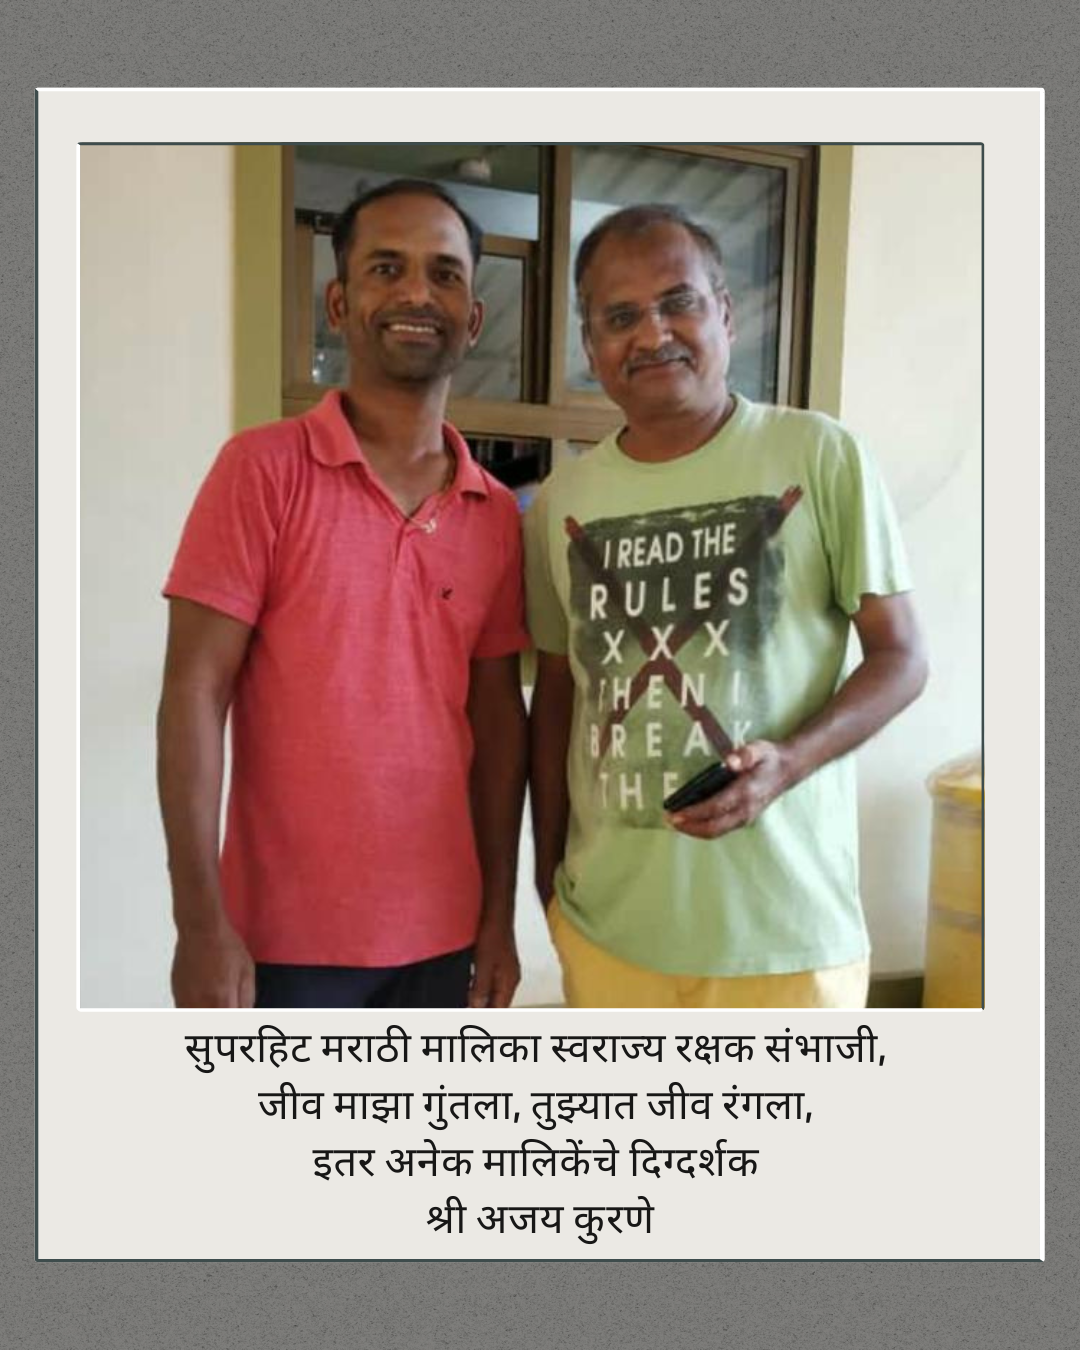 I READ THE
RULES
X X X
THEN I
BREAK
THE
सुपरहिट मराठी मालिका स्वराज्य रक्षक संभाजी,
जीव माझा गुंतला, तुझ्यात जीव रंगला,
इतर अनेक मालिकेंचे दिग्दर्शक
श्री अजय कुरणे